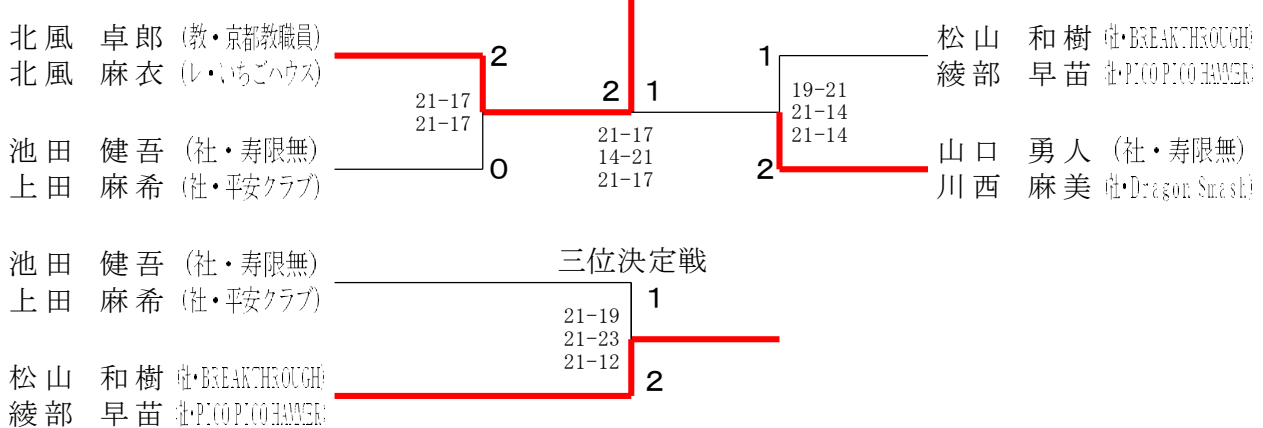 北風 卓郎 (教・京都教職員)
北風 麻衣 (レ・いちごハウス)
2
21-17
21-17
池田 健吾 (社・寿限無)
上田 麻希 (社・平安クラブ)
0
2 1
21-17
14-21
21-17
松山 和樹 (社・BREAKTHROUGH)
綾部 早苗 (社・PICO PICO HAMMER)
1
19-21
21-14
21-14
山口 勇人 (社・寿限無)
川西 麻美 (社・Dragon Smash)
2
三位決定戦
池田 健吾 (社・寿限無)
上田 麻希 (社・平安クラブ)
1
21-19
21-23
21-12
松山 和樹 (社・BREAKTHROUGH)
綾部 早苗 (社・PICO PICO HAMMER)
2